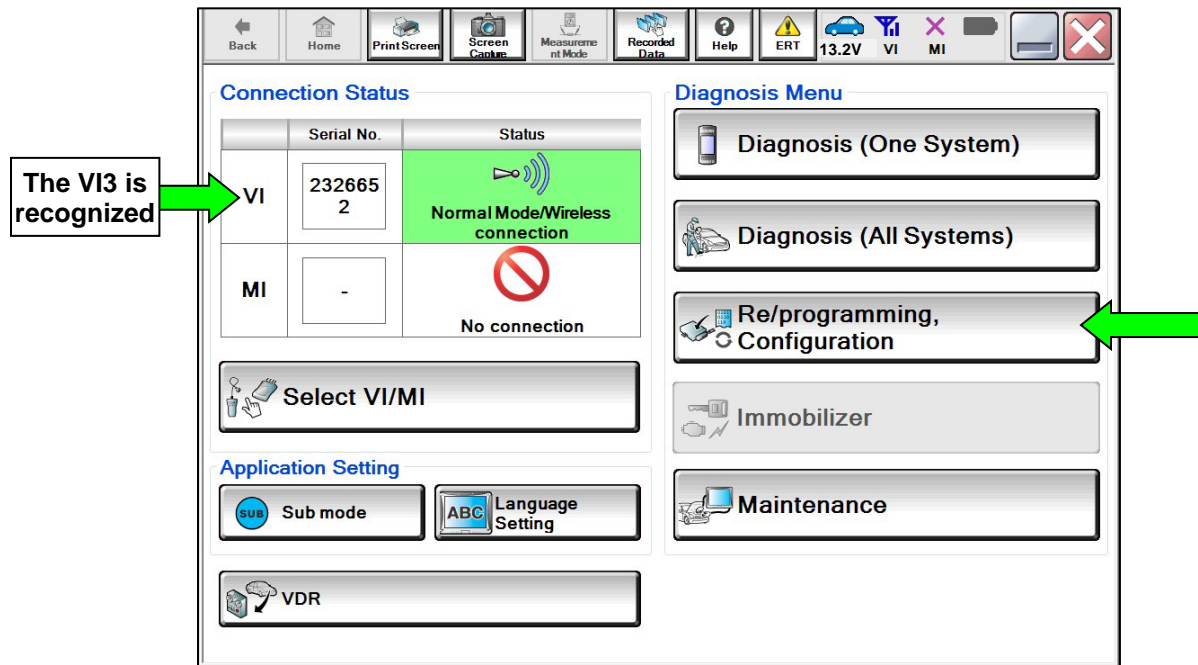 Back
Home
Print Screen
Screen
Capture
Measureme
nt Mode
Recorded
Data
Help
ERT
13.2V
VI
MI
Connection Status
Serial No.
Status
The VI3 is
recognized
VI
232665
2
Normal Mode/Wireless
connection
MI
-
No connection
Select VI/MI
Application Setting
SUB
Sub mode
ABC
Language
Setting
VDR
Diagnosis Menu
Diagnosis (One System)
Diagnosis (All Systems)
Re/programming,
Configuration
Immobilizer
Maintenance